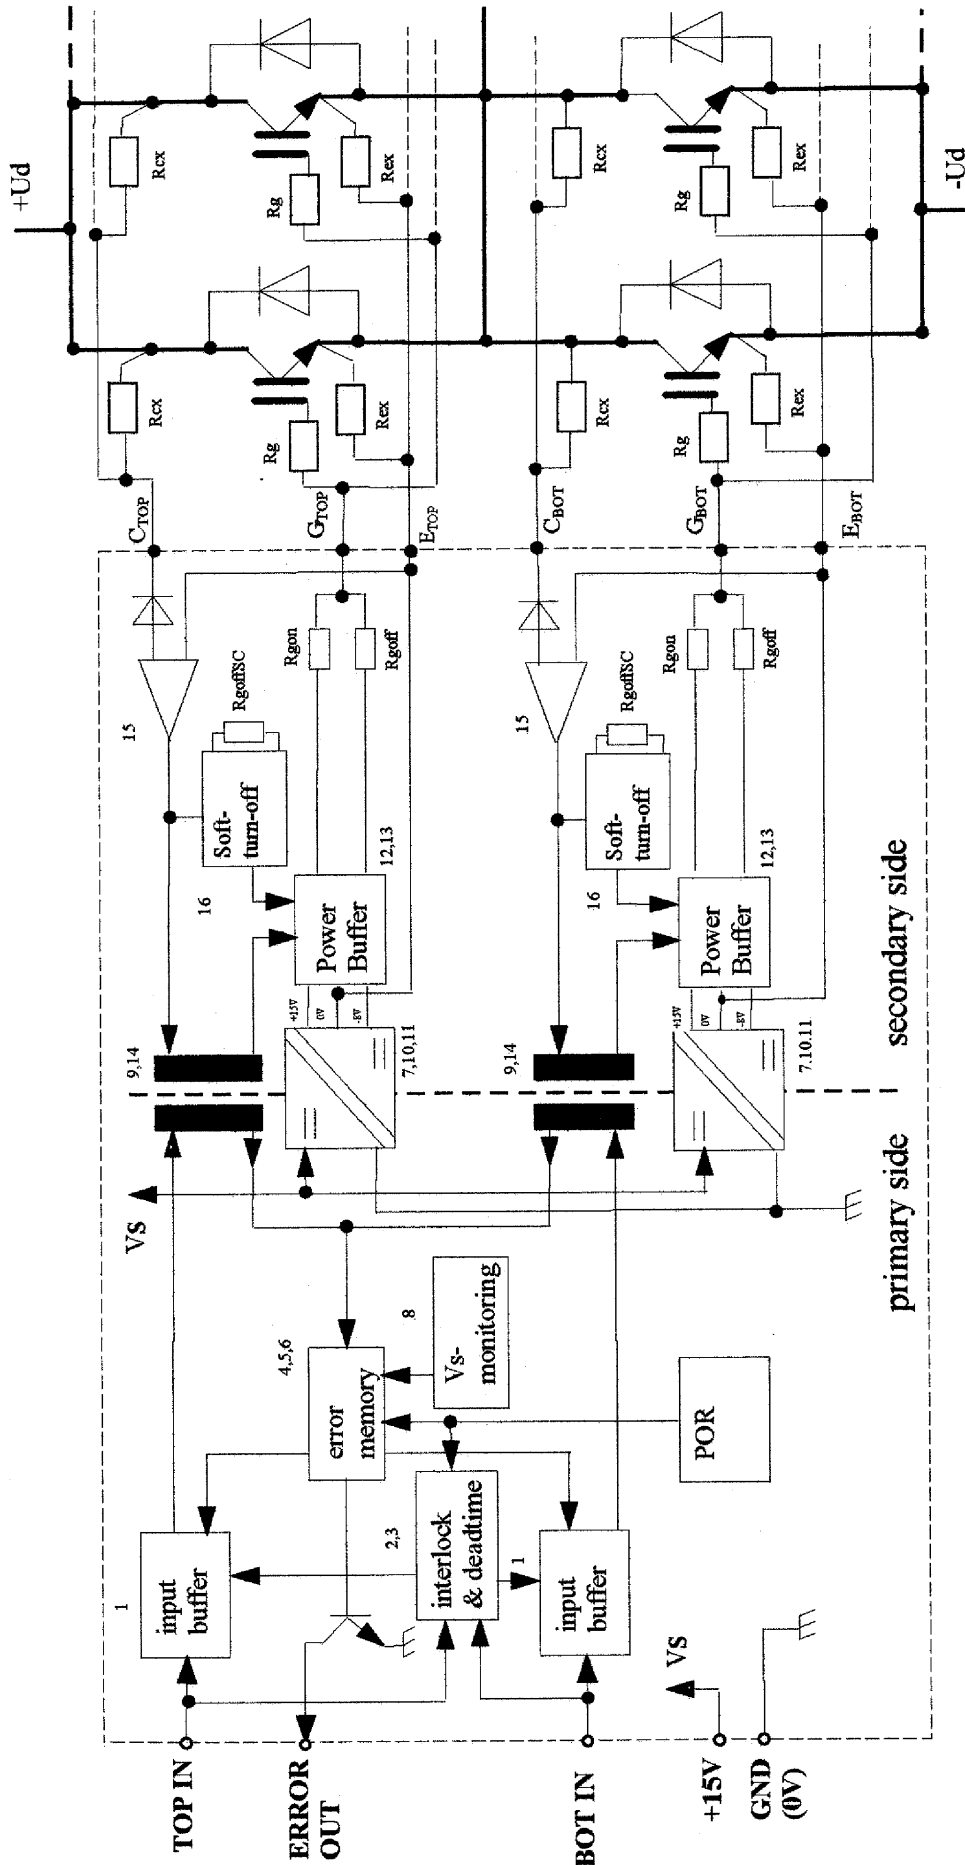 TOP IN
ERROR
OUT
BOT IN
+15V
GND
(0V)
1
input
buffer
2,3
interlock
& deadtime
1
input
buffer
VS
4,5,6
error
memory
8
Vs-
monitoring
POR
VS
primary side
secondary side
9,14
7,10,11
+15V
0V
-8V
Power
Buffer
12,13
16
Soft-
turn-off
RgoffSC
15
Rgon
Rgoff
CTOP
GTOP
ETOP
9,14
7.10.11
+15V
0V
-8V
Power
Buffer
12,13
16
Soft-
turn-off
RgoffSC
15
Rgon
Rgoff
CBOT
GBOT
EBOT
Rcx
Rg
Rex
Rcx
Rg
Rex
Rcx
Rg
Rex
Rcx
Rg
Rex
+Ud
-Ud